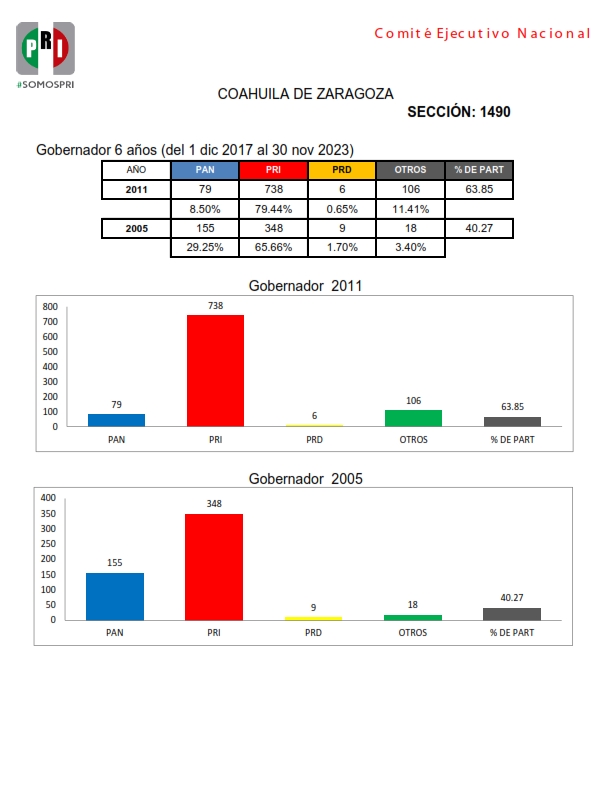 PRI
#SOMOSPRI
Comité Ejecutivo Nacional
COAHUILA DE ZARAGOZA
SECCIÓN: 1490
Gobernador 6 años (del 1 dic 2017 al 30 nov 2023)
AÑO PAN PRI PRD OTROS % DE PART
2011 79 738 6 106 63.85
8.50% 79.44% 0.65% 11.41%
2005 155 348 9 18 40.27
29.25% 65.66% 1.70% 3.40%
Gobernador 2011
800
700
600
500
400
300
200
100
0
79 738 6 106 63.85
PAN PRI PRD OTROS % DE PART
Gobernador 2005
400
350
300
250
200
150
100
50
0
155 348 9 18 40.27
PAN PRI PRD OTROS % DE PART